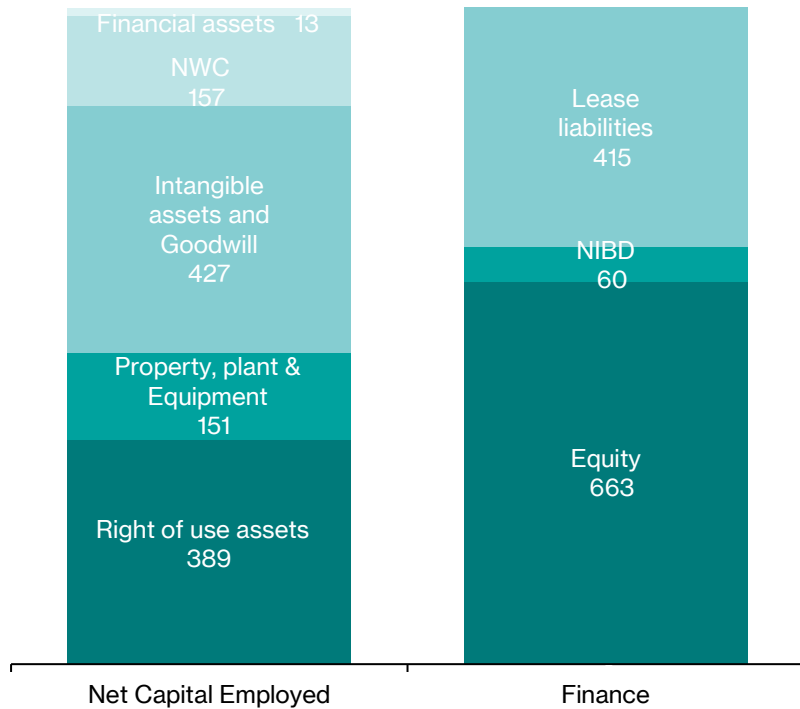 Financial assets 13
NWC
157
Intangible
assets and
Goodwill
427
Property, plant &
Equipment
151
Right of use assets
389
Net Capital Employed
Lease
liabilities
415
NIBD
60
Equity
663
Finance